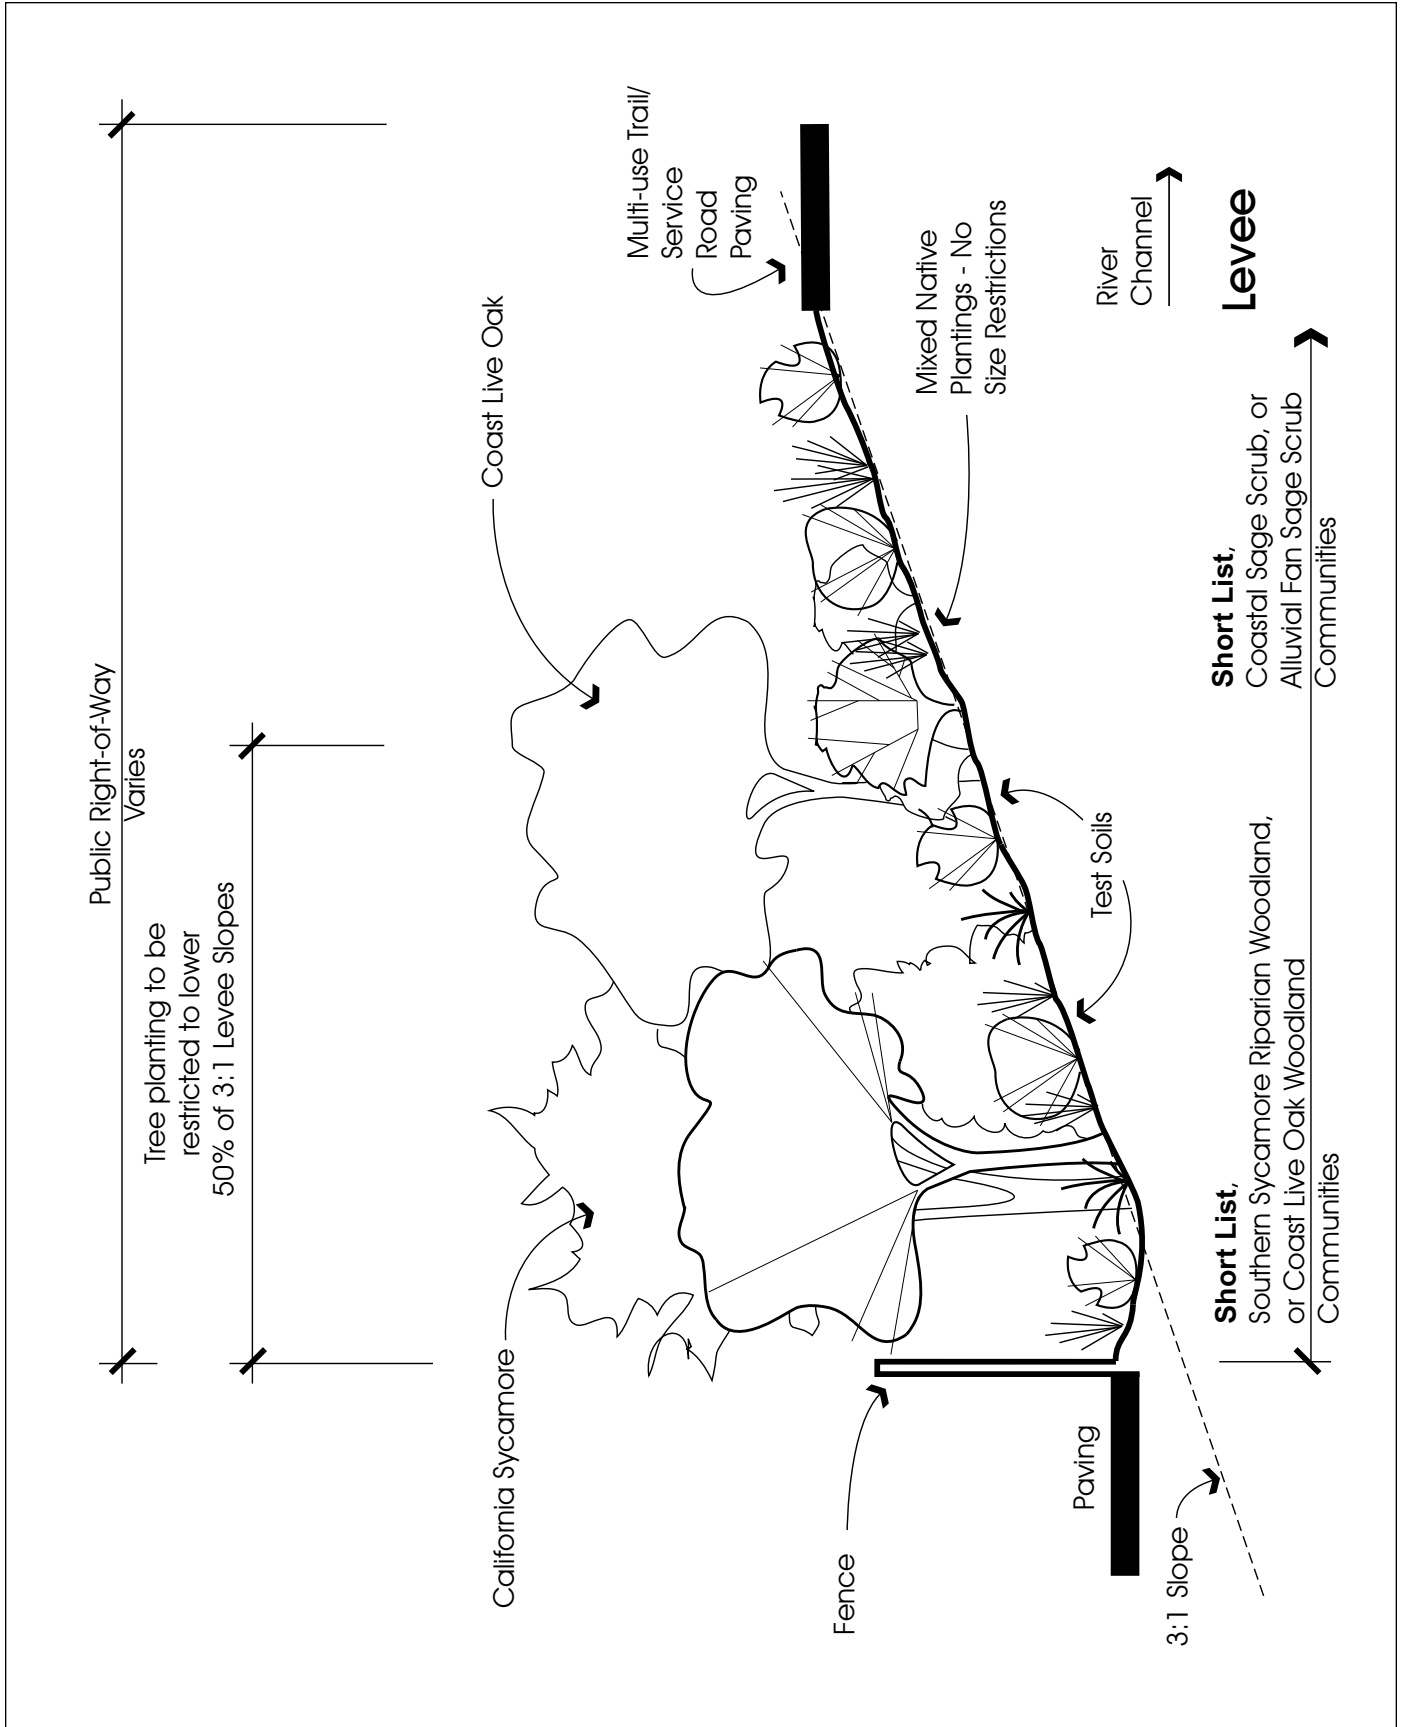 Public Right-of-Way
Varies
Tree planting to be
restricted to lower
50% of 3:1 Levee Slopes
California Sycamore
Coast Live Oak
Multi-use Trail/
Service
Road
Paving
Fence
Mixed Native
Plantings - No
Size Restrictions
Paving
Test Soils
River
Channel
3:1 Slope
Levee
Short List,
Southern Sycamore Riparian Woodland,
or Coast Live Oak Woodland
Communities
Short List,
Coastal Sage Scrub, or
Alluvial Fan Sage Scrub
Communities